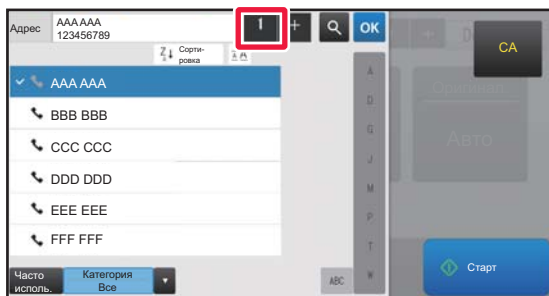 Адрес
AAA AAA
123456789
1
+
OK
CA
Z
Сорти-
ровка
AAA AAA
BBB BBB
CCC CCC
DDD DDD
EEE EEE
FFF FFF
A
D
G
J
M
P
T
W
Оригинал
Авто
Часто
исполь.
Категория
Все
ABC
Старт